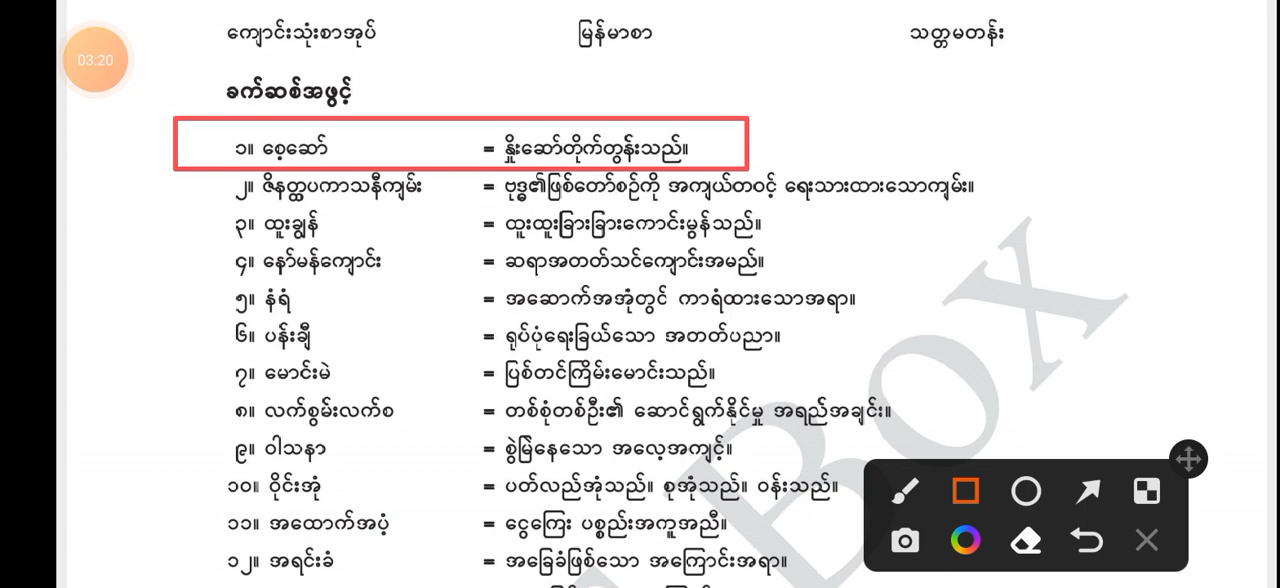 ကျောင်းသုံးစာအုပ် မြန်မာစာ သတ္တမတန်း
03:20
ခက်ဆစ်အဖွင့်
၁။ စေ့ဆော် = နှိုးဆော်တိုက်တွန်းသည်။
၂။ ဇိနတ္ထပကာသနီကျမ်း = ဗုဒ္ဓ၏ဖြစ်တော်စဉ်ကို အကျယ်တဝင့် ရေးသားထားသောကျမ်း။
၃။ ထူးချွန် = ထူးထူးခြားခြားကောင်းမွန်သည်။
၄။ နော်မန်ကျောင်း = ဆရာအတတ်သင်ကျောင်းအမည်။
၅။ နံရံ = အဆောက်အအုံတွင် ကာရံထားသောအရာ။
၆။ ပန်းချီ = ရုပ်ပုံရေးခြယ်သော အတတ်ပညာ။
၇။ မောင်းမဲ = ပြစ်တင်ကြိမ်းမောင်းသည်။
၈။ လက်စွမ်းလက်စ = တစ်စုံတစ်ဦး၏ ဆောင်ရွက်နိုင်မှု အရည်အချင်း။
၉။ ဝါသနာ = စွဲမြဲနေသော အလေ့အကျင့်။
၁၀။ ဝိုင်းအုံ = ပတ်လည်အုံသည်။ စုအုံသည်။ ဝန်းသည်။
၁၁။ အထောက်အပံ့ = ငွေကြေး ပစ္စည်းအကူအညီ။
၁၂။ အရင်းခံ = အခြေခံဖြစ်သော အကြောင်းအရာ။
BOX